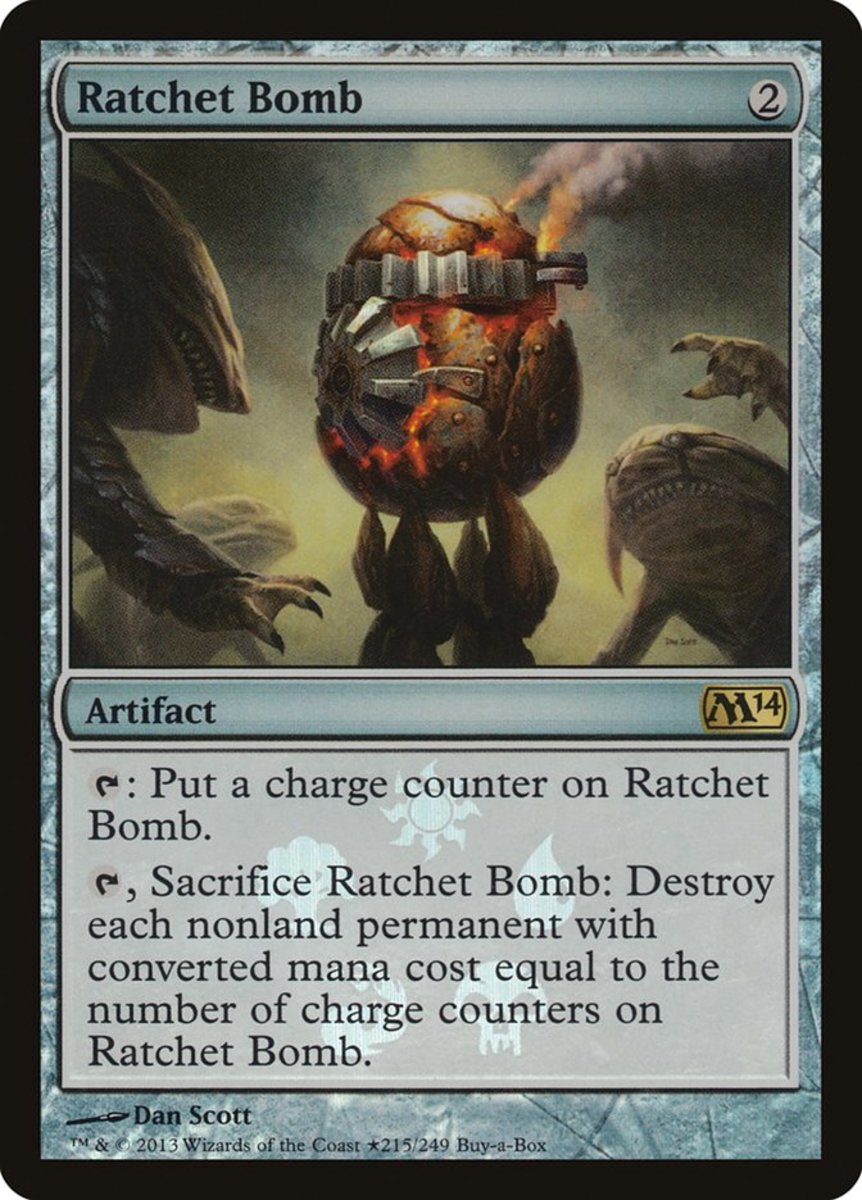 Ratchet Bomb 2
DAN SCOTT
Artifact M14
: Put a charge counter on Ratchet
Bomb.
, Sacrifice Ratchet Bomb: Destroy
each nonland permanent with
converted mana cost equal to the
number of charge counters on
Ratchet Bomb.
Dan Scott
™ & © 2013 Wizards of the Coast ★215/249 Buy-a-Box